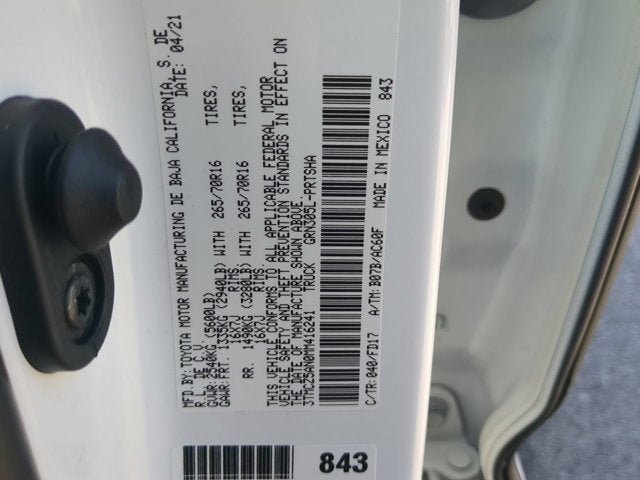 MFD.BY: TOYOTA MOTOR MANUFACTURING DE BAJA CALIFORNIA, S. DE
R.L. DE C.V. DATE: 04/21
GVWR: 2540KG (5600LB)
GAWR: FRT. 1335KG (2940LB) WITH 265/70R16 TIRES,
16X7J RIMS,
RR. 1490KG (3280LB) WITH 265/70R16 TIRES,
16X7J RIMS.
THIS VEHICLE CONFORMS TO ALL APPLICABLE FEDERAL MOTOR
VEHICLE SAFETY AND THEFT PREVENTION STANDARDS IN EFFECT ON
THE DATE OF MANUFACTURE SHOWN ABOVE.
3TMCZ5AN0MM416241 TRUCK GRN305L-PRTSHA
C/TR: 040/FD17 A/TM: B07B/AC60F MADE IN MEXICO 843
843